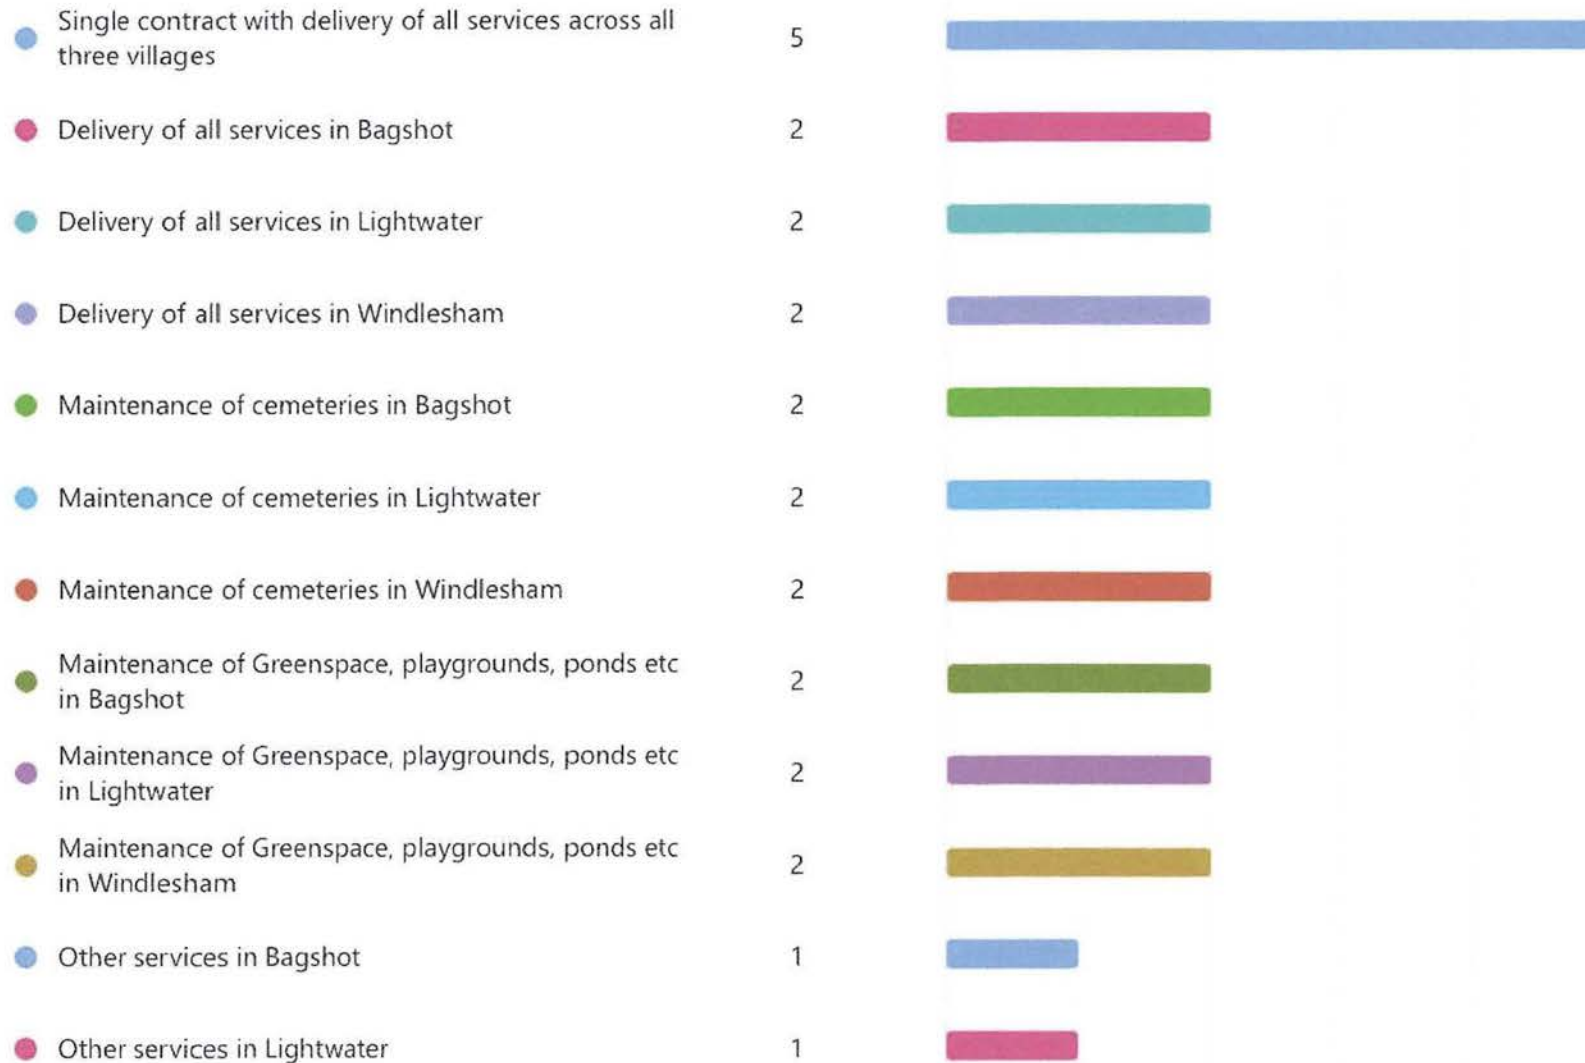 Single contract with delivery of all services across all 5
three villages
Delivery of all services in Bagshot 2
Delivery of all services in Lightwater 2
Delivery of all services in Windlesham 2
Maintenance of cemeteries in Bagshot 2
Maintenance of cemeteries in Lightwater 2
Maintenance of cemeteries in Windlesham 2
Maintenance of Greenspace, playgrounds, ponds etc 2
in Bagshot
Maintenance of Greenspace, playgrounds, ponds etc 2
in Lightwater
Maintenance of Greenspace, playgrounds, ponds etc 2
in Windlesham
Other services in Bagshot 1
Other services in Lightwater 1